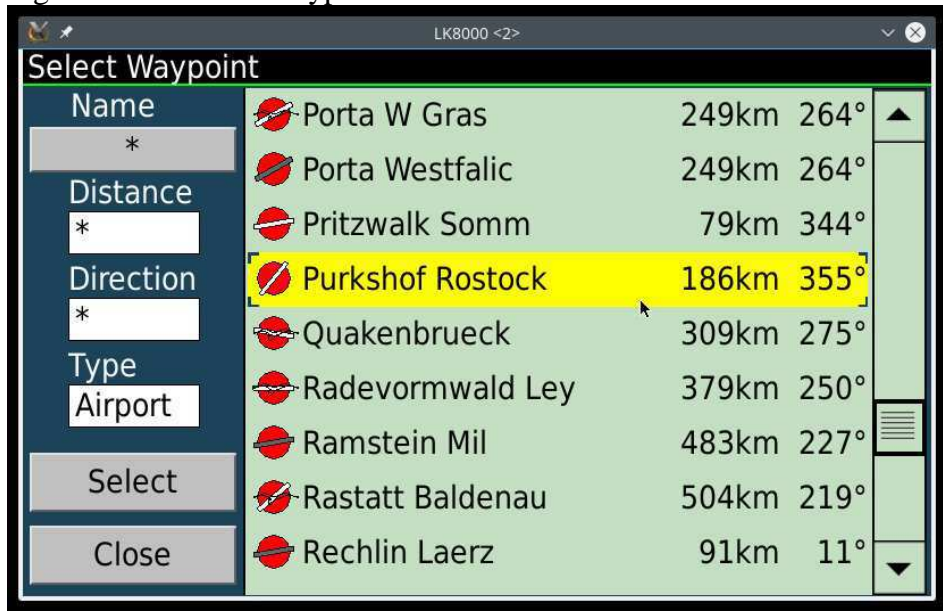 LK8000 <2>
Select Waypoin
Name
*
Distance
*
Direction
*
Type
Airport
Select
Close
Porta W Gras 249km 264°
Porta Westfalic 249km 264°
Pritzwalk Somm 79km 344°
Purkshof Rostock 186km 355°
Quakenbrueck 309km 275°
Radevormwald Ley 379km 250°
Ramstein Mil 483km 227°
Rastatt Baldenau 504km 219°
Rechlin Laerz 91km 11°